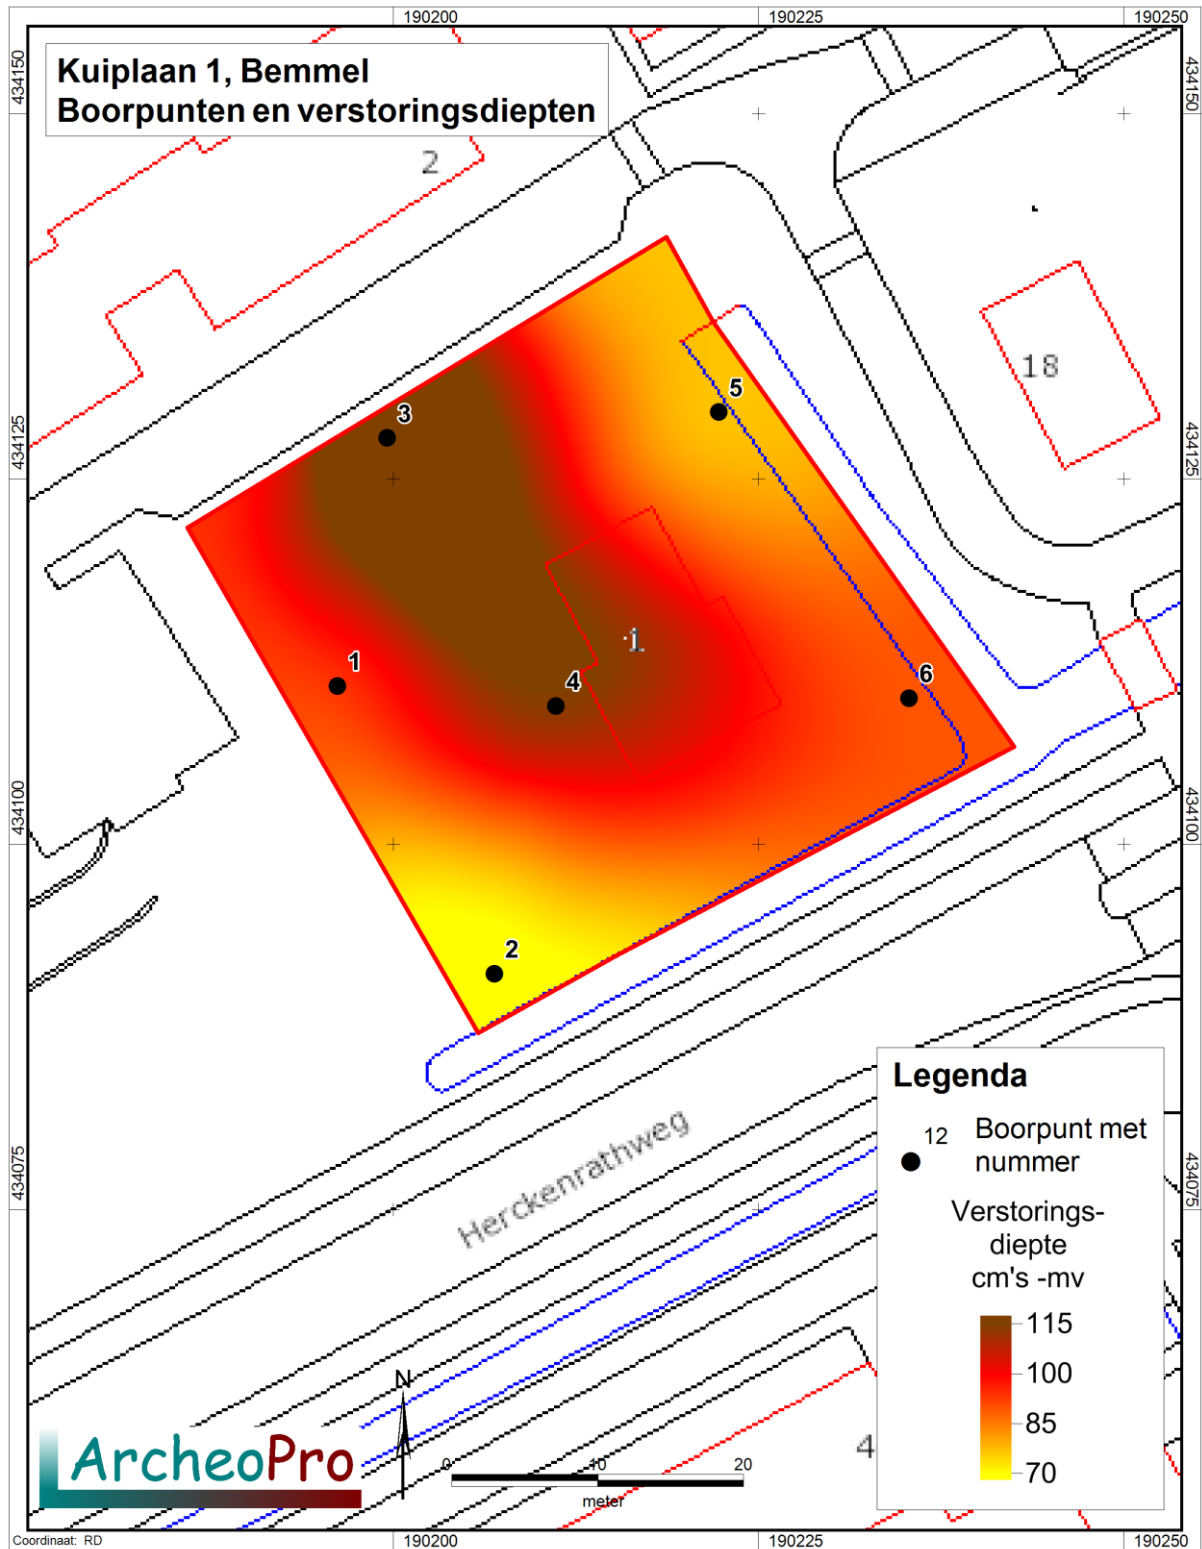 190200
190225
190250
434150
434150
Kuiplaan 1, Bemmel
Boorpunten en verstoringsdiepten
2
18
5
3
434125
434125
1
1
4
6
434100
434100
2
Legenda
12
Boorpunt met
nummer
Herckenrathweg
434075
434075
Verstorings-
diepte
cm's -mv
115
100
85
70
N
4
ArcheoPro
0
10
20
meter
Coordinaat: RD
190200
190225
190250